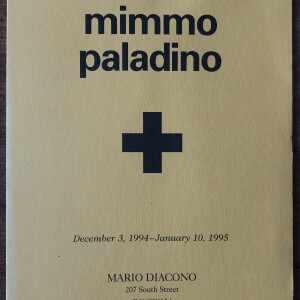 mimmo
paladino
December 3, 1994–January 10, 1995
MARIO DIACONO
207 South Street